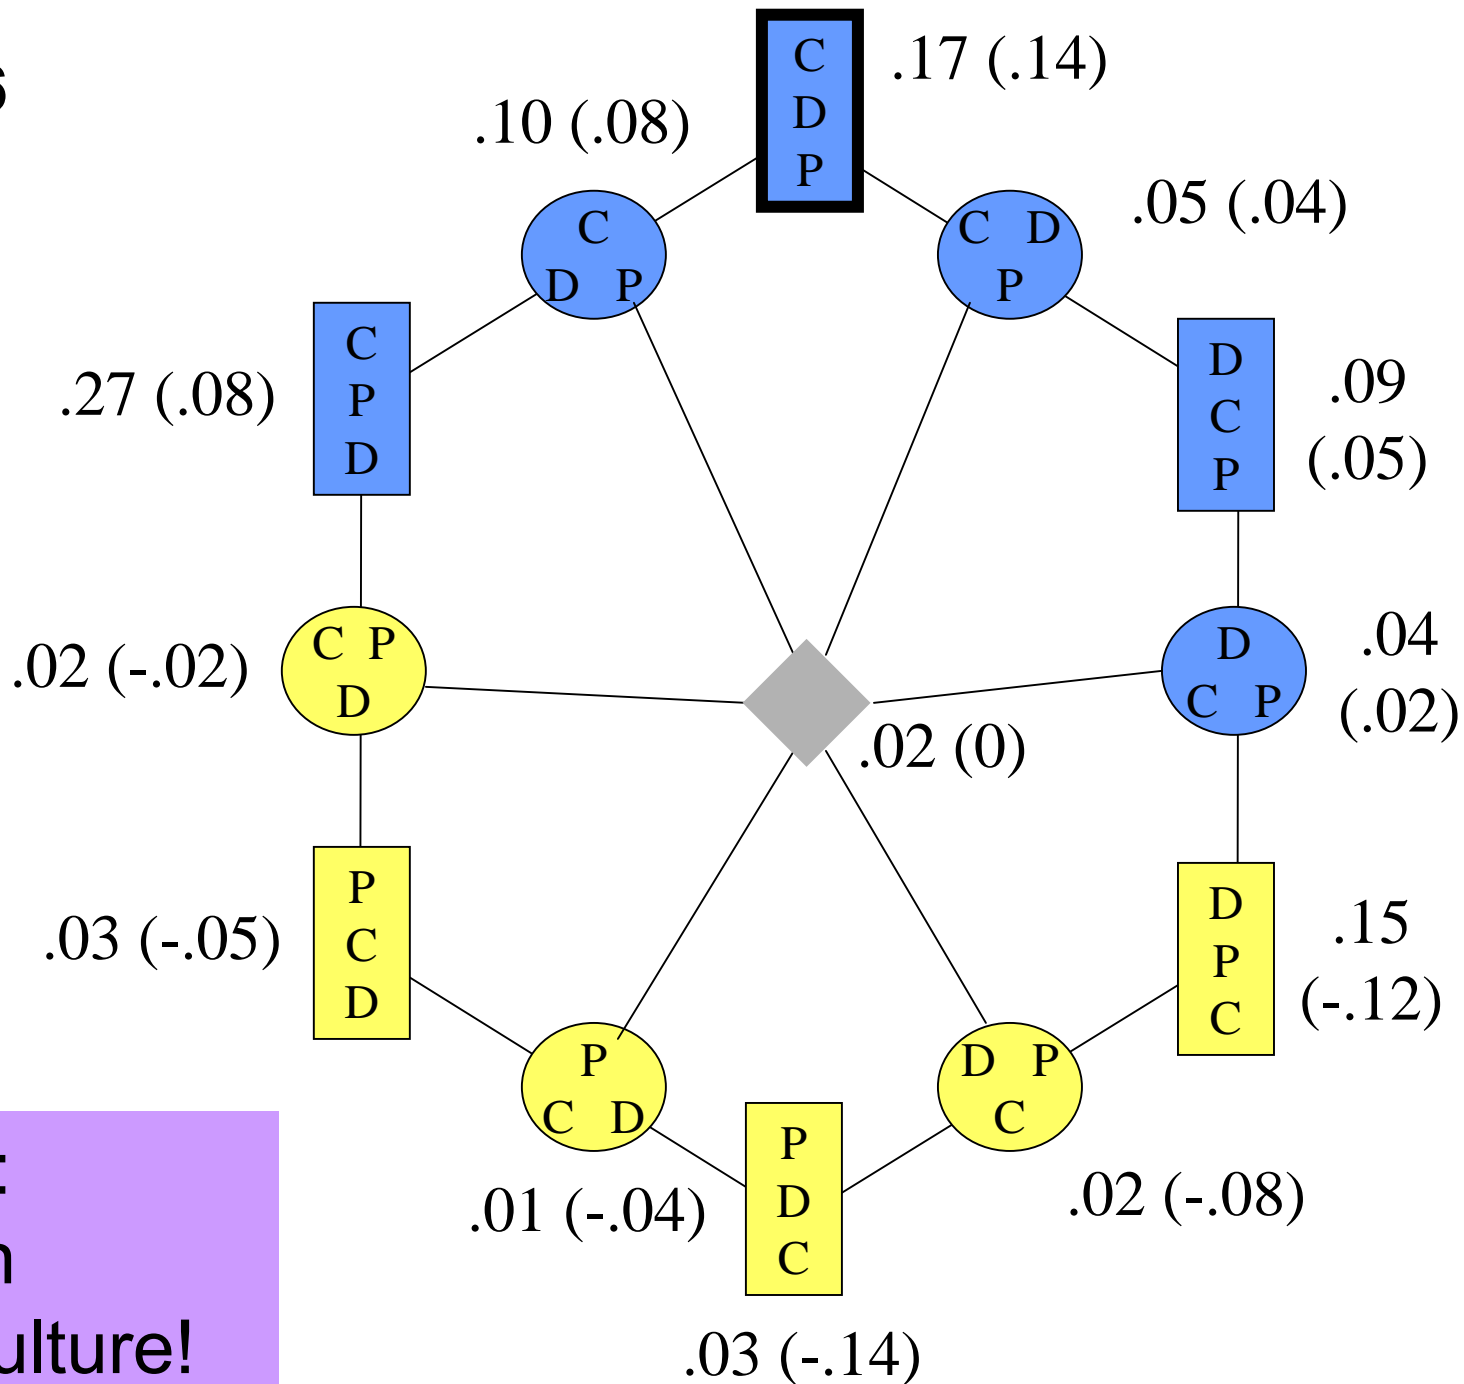 C
D
P
.17 (.14)
.10 (.08)
C
D P
C D
P
.05 (.04)
C
P
D
.27 (.08)
D
C
P
.09
(.05)
C P
D
.02 (-.02)
.02 (0)
D
C P
.04
(.02)
P
C
D
.03 (-.05)
D
P
C
.15
(-.12)
P
C D
.01 (-.04)
D P
C
.02 (-.08)
P
D
C
.03 (-.14)
ulture!